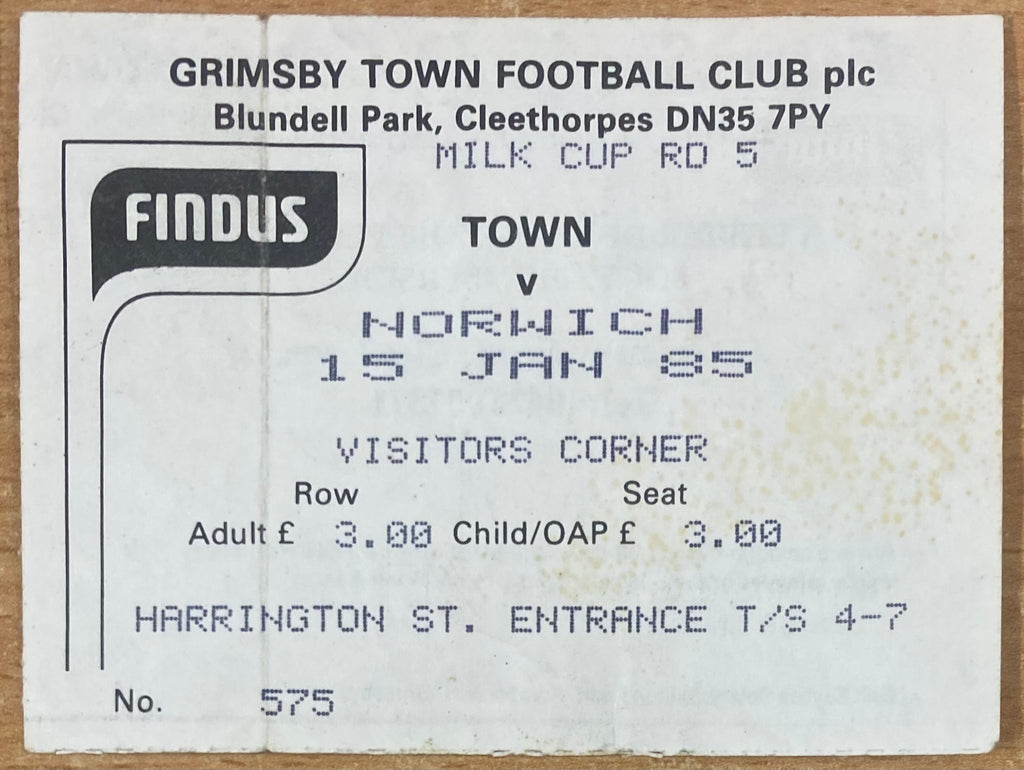 GRIMSBY TOWN FOOTBALL CLUB plc
Blundell Park, Cleethorpes DN35 7PY
MILK CUP RD 5
FINDUS
TOWN
v
NORWICH
15 JAN 85
VISITORS CORNER
Row Seat
Adult £ 3.00 Child/OAP £ 3.00
HARRINGTON ST. ENTRANCE T/S 4-7
No. 575